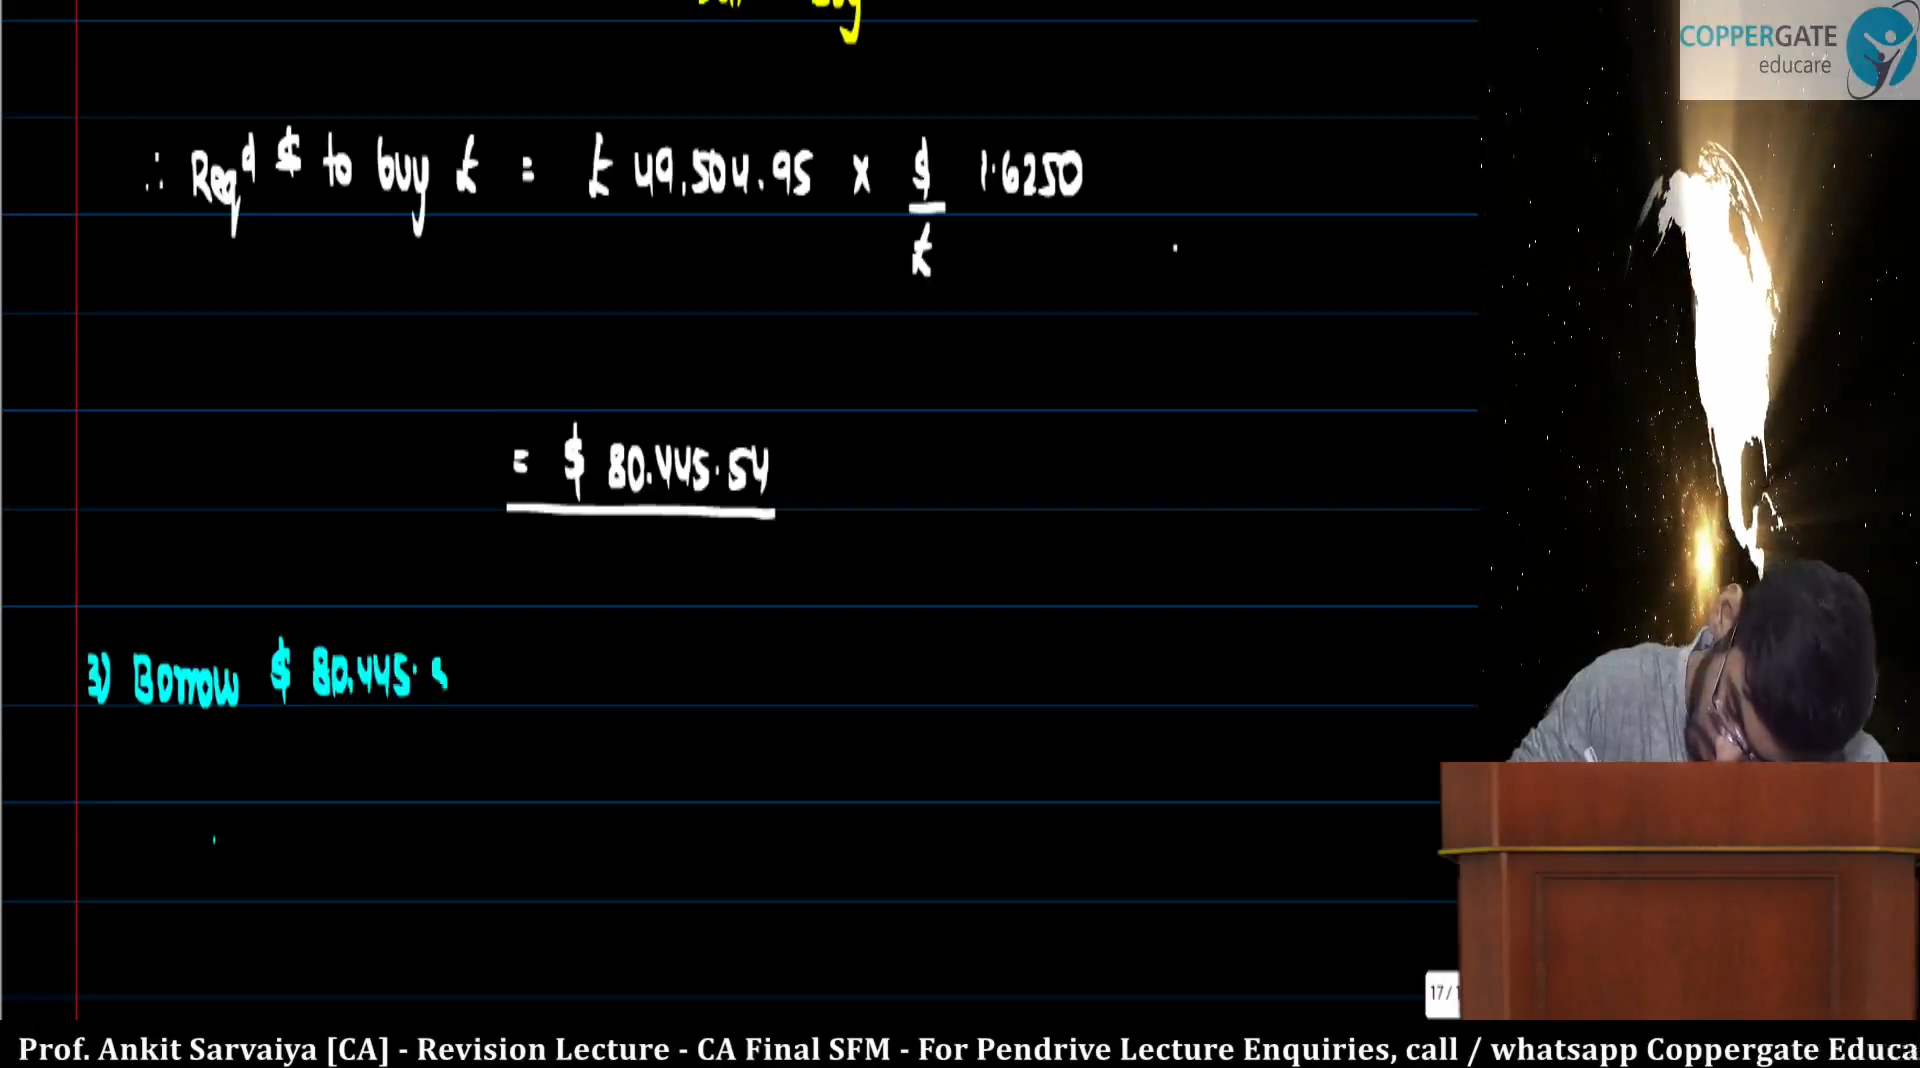 COPPERGATE
educare
∴ Reqd $ to buy £ = £ 49,504.95 x $/£ 1.6250
= $ 80,445.54
3) Borrow $ 80,445.
17/1
Prof. Ankit Sarvaiya [CA] - Revision Lecture - CA Final SFM - For Pendrive Lecture Enquiries, call / whatsapp Coppergate Educa